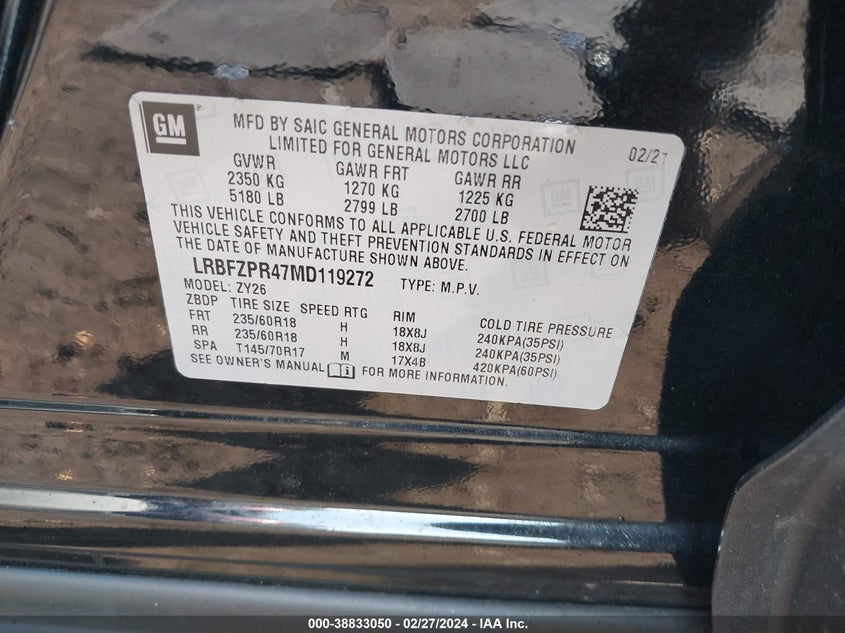 GM
MFD BY SAIC GENERAL MOTORS CORPORATION
LIMITED FOR GENERAL MOTORS LLC
02/21
GVWR GAWR FRT GAWR RR
2350 KG 1270 KG 1225 KG
5180 LB 2799 LB 2700 LB
THIS VEHICLE CONFORMS TO ALL APPLICABLE U.S. FEDERAL MOTOR
VEHICLE SAFETY AND THEFT PREVENTION STANDARDS IN EFFECT ON
THE DATE OF MANUFACTURE SHOWN ABOVE.
LRBFZPR47MD119272 TYPE: M.P.V.
MODEL: ZY26
ZBDP TIRE SIZE SPEED RTG RIM COLD TIRE PRESSURE
FRT 235/60R18 H 18X8J 240KPA(35PSI)
RR 235/60R18 H 18X8J 240KPA(35PSI)
SPA T145/70R17 M 17X4B 420KPA(60PSI)
SEE OWNER'S MANUAL FOR MORE INFORMATION.
000-38833050 - 02/27/2024 - IAA Inc.